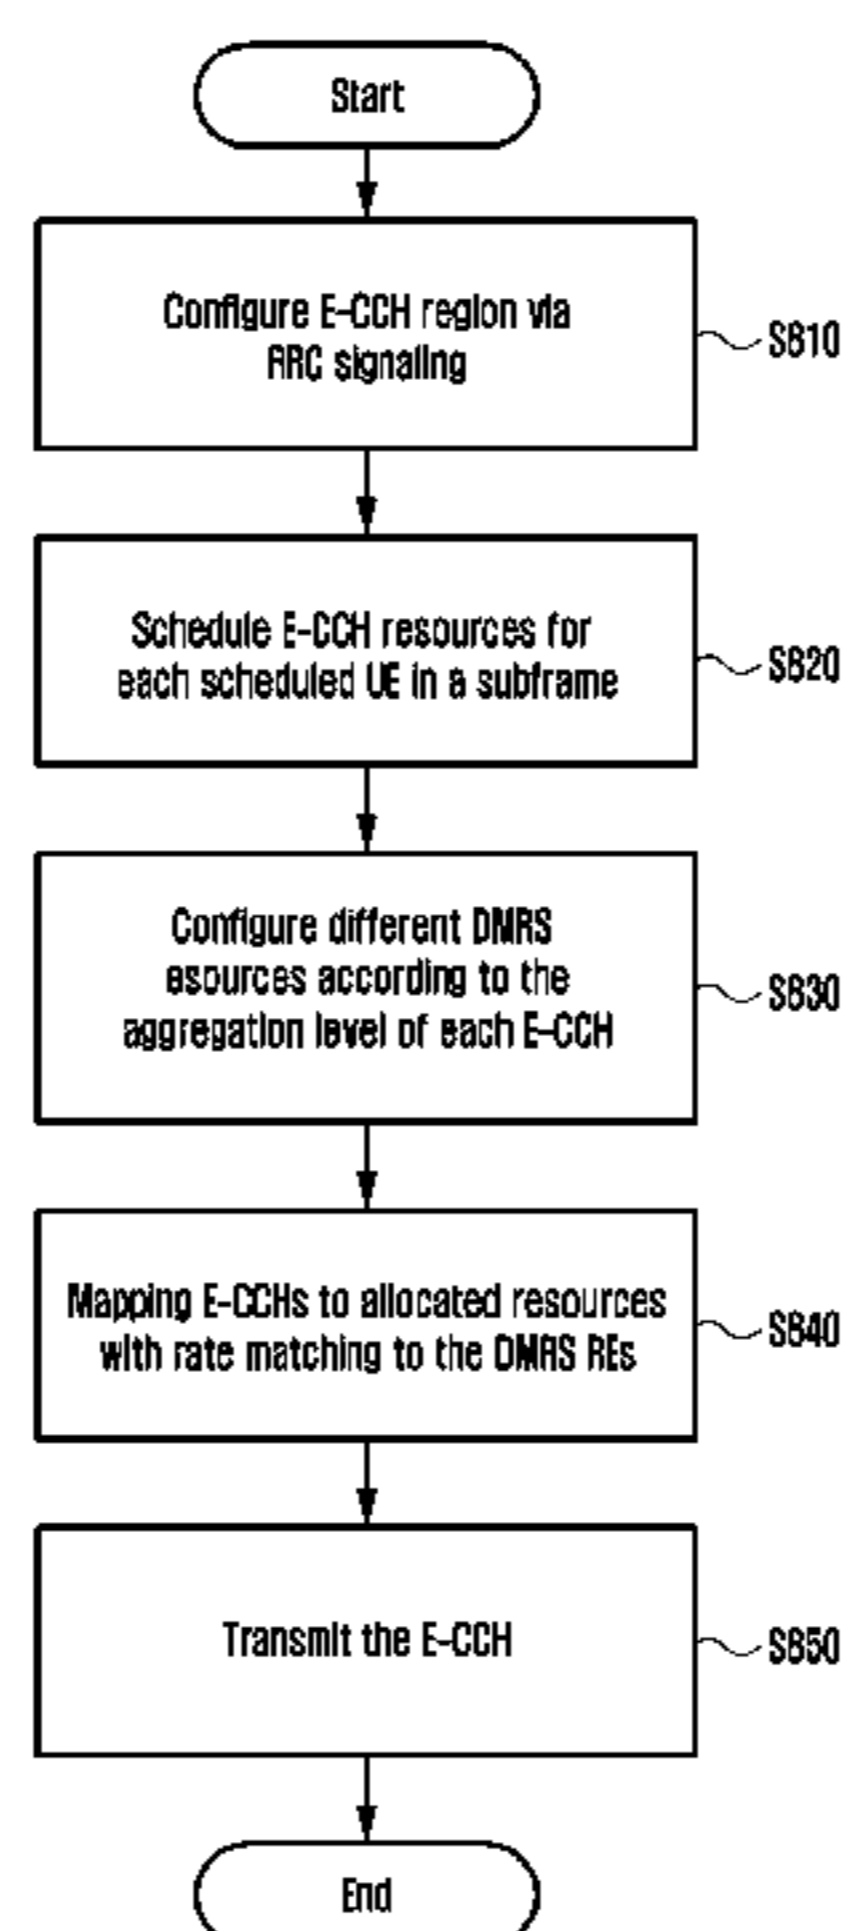 Start
Configure E-CCH region via
RRC signaling
S810
Schedule E-CCH resources for
each scheduled UE in a subframe
S820
Configure different DMRS
esources according to the
aggregation level of each E-CCH
S830
Mapping E-CCHs to allocated resources
with rate matching to the DMRS REs
S840
Transmit the E-CCH
S850
End